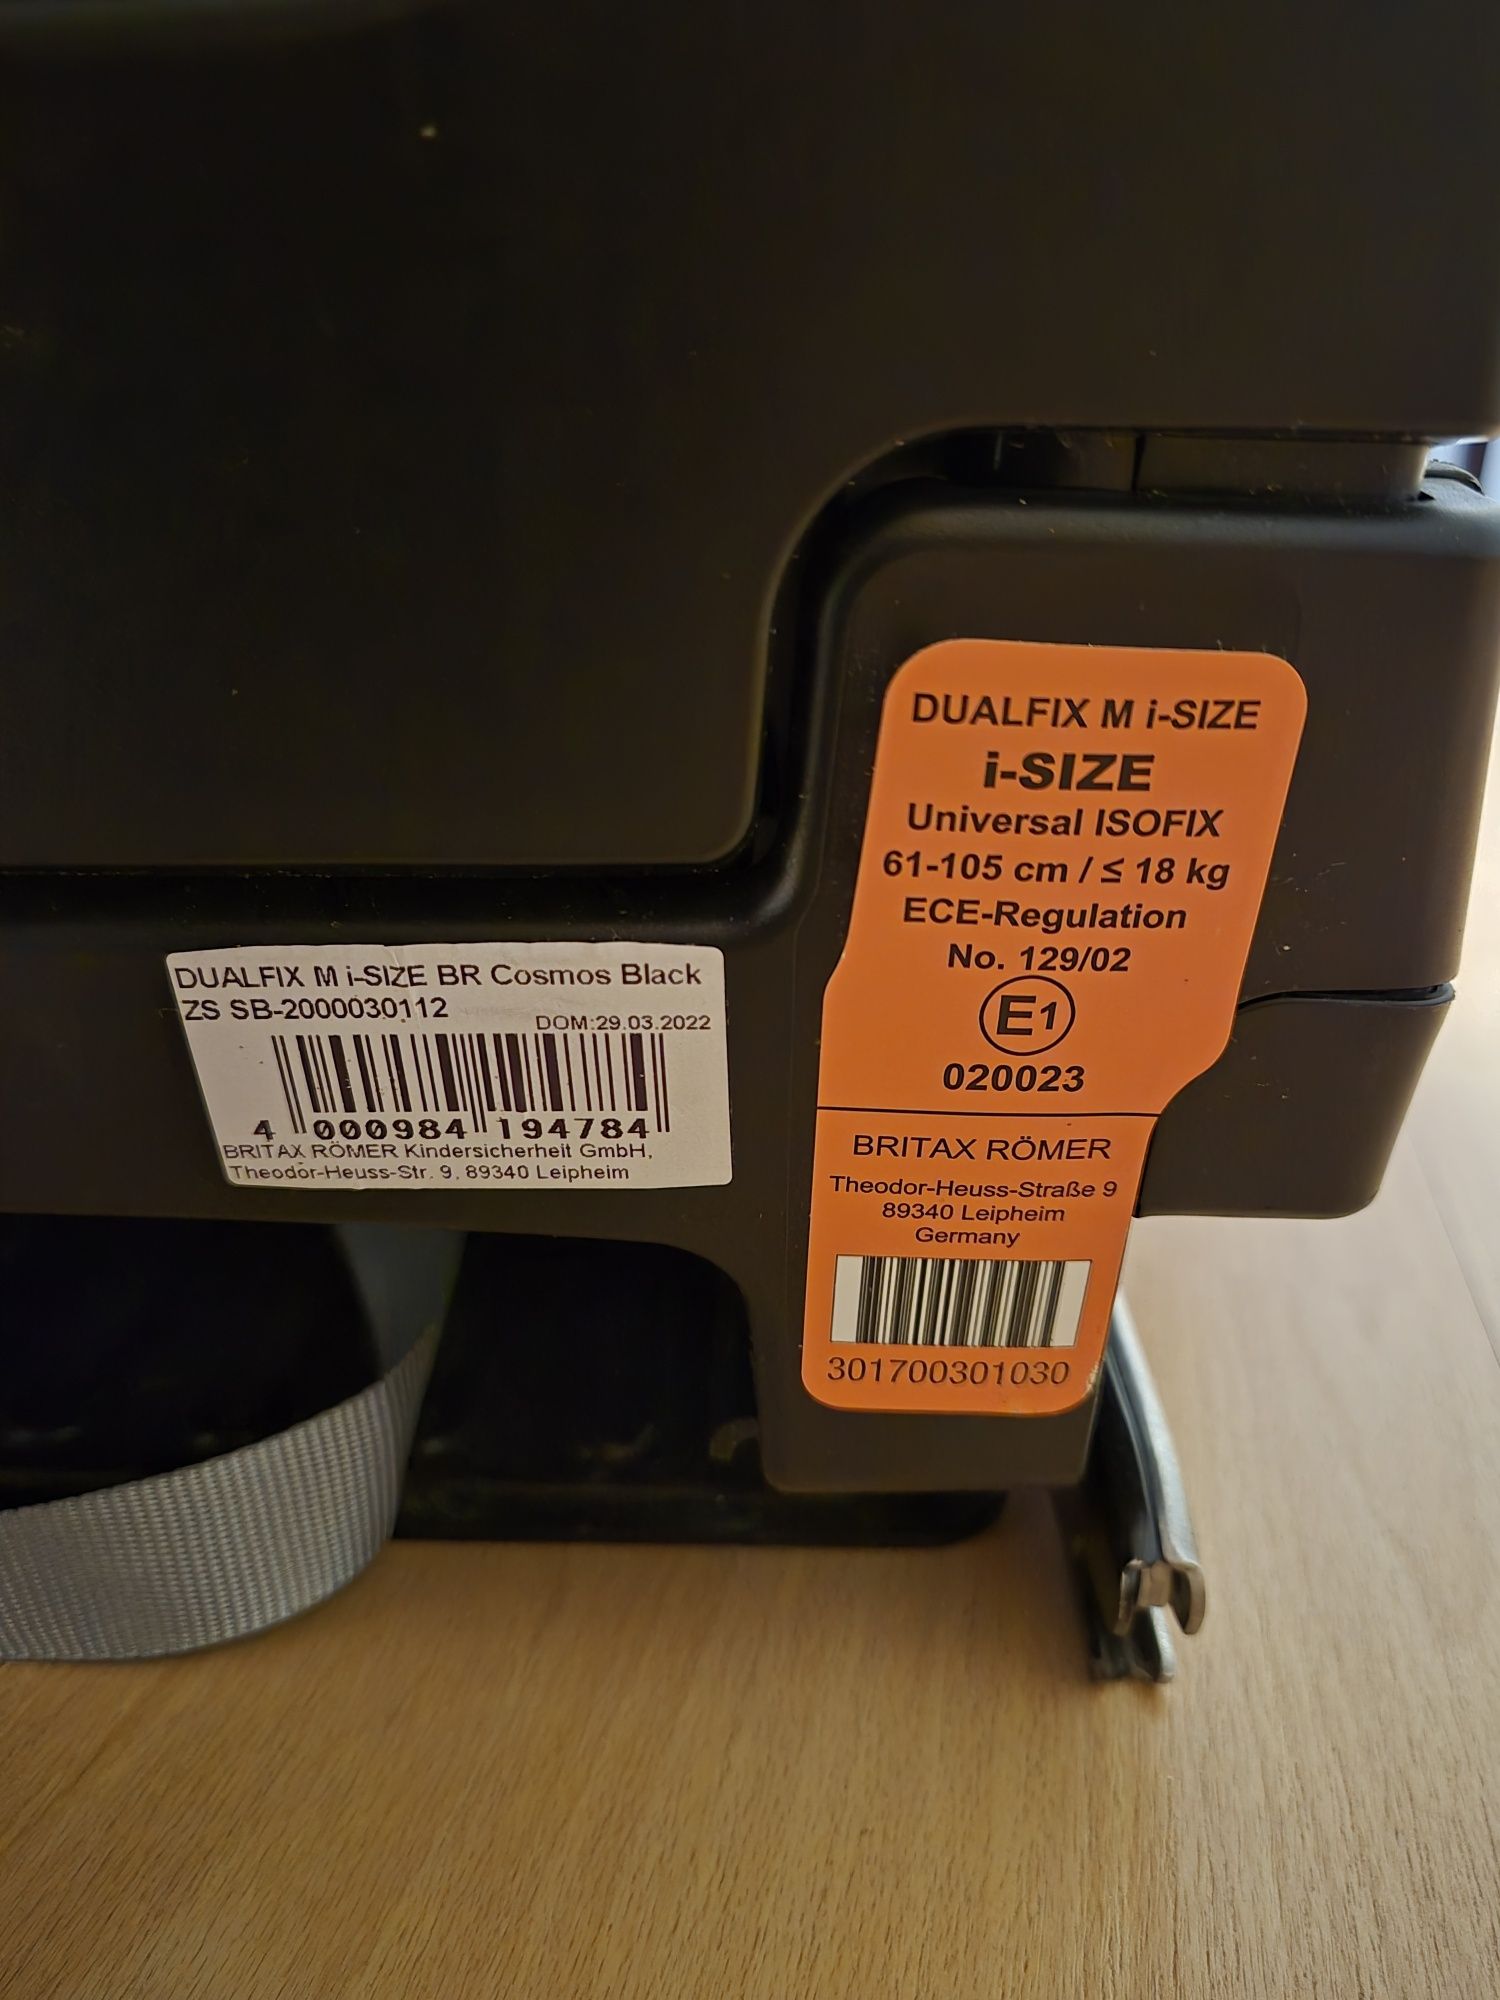 DUALFIX M i-SIZE BR Cosmos Black
ZS SB-2000030112
DOM:29.03.2022
4 000984 194784
BRITAX RÖMER Kindersicherheit GmbH,
Theodor-Heuss-Str. 9, 89340 Leipheim
DUALFIX M i-SIZE
i-SIZE
Universal ISOFIX
61-105 cm / ≤ 18 kg
ECE-Regulation
No. 129/02
E1
020023
BRITAX RÖMER
Theodor-Heuss-Straße 9
89340 Leipheim
Germany
301700301030